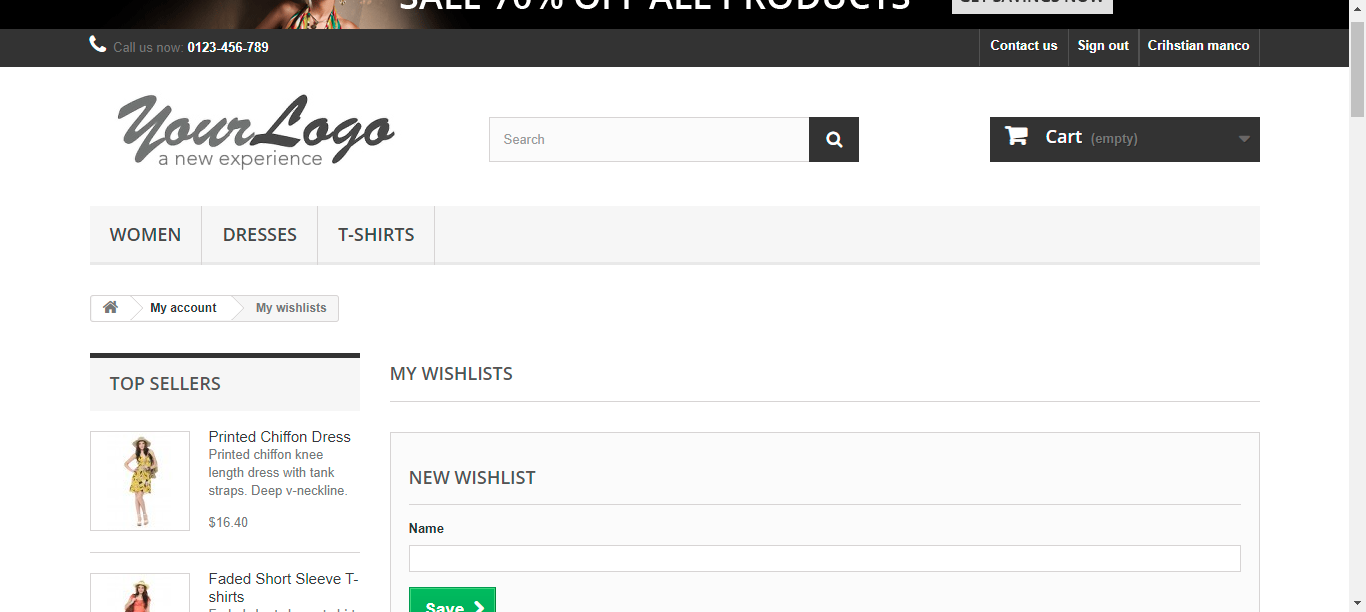 SALE 70% OFF ALL PRODUCTS
GET SAVINGS NOW
Call us now: 0123-456-789
Contact us
Sign out
Crihstian manco
YourLogo
a new experience
Search
Cart (empty)
WOMEN
DRESSES
T-SHIRTS
My account
My wishlists
TOP SELLERS
Printed Chiffon Dress
Printed chiffon knee
length dress with tank
straps. Deep v-neckline.
$16.40
Faded Short Sleeve T-
shirts
MY WISHLISTS
NEW WISHLIST
Name
Save